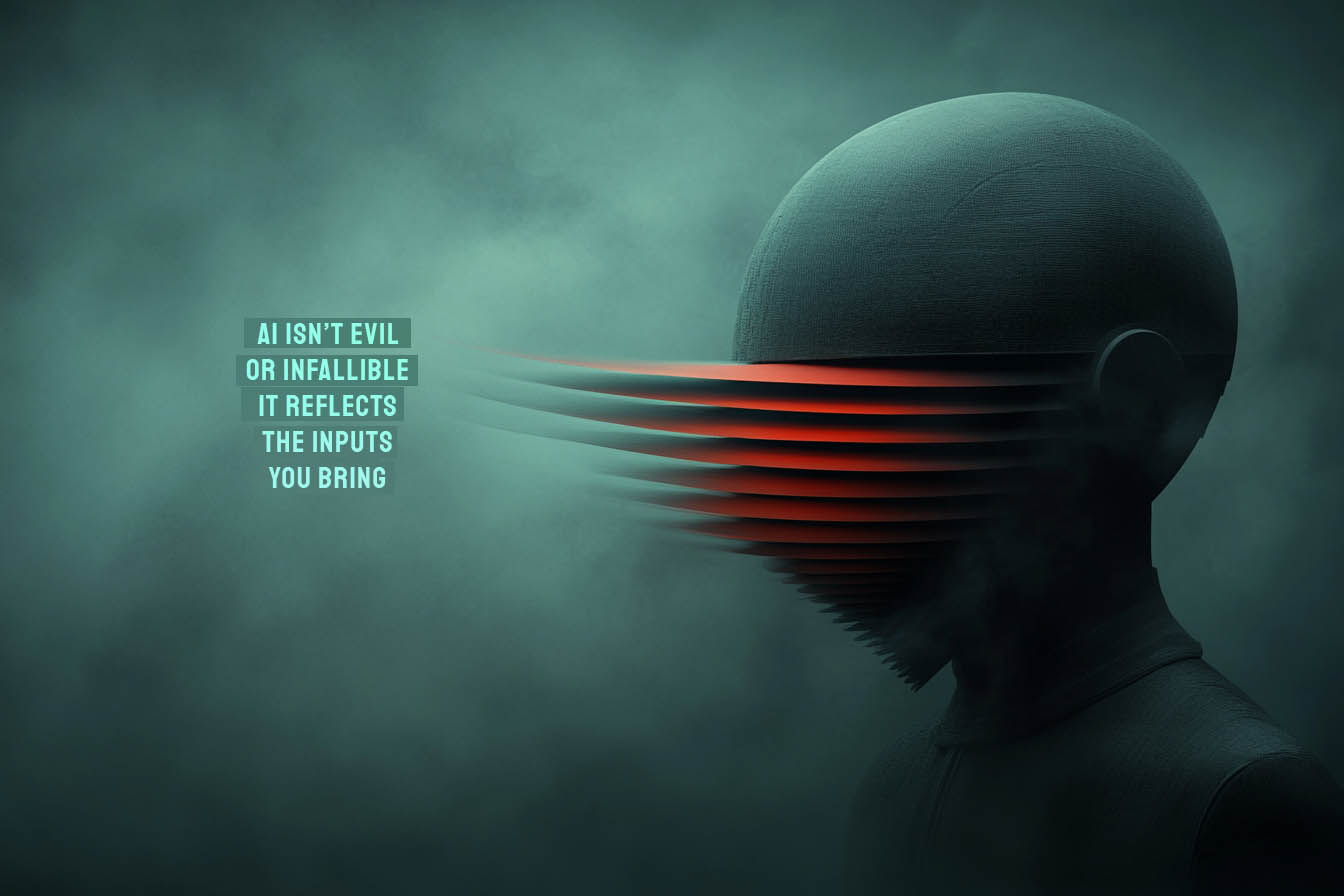 AI ISN'T EVIL
OR INFALLIBLE
IT REFLECTS
THE INPUTS
YOU BRING